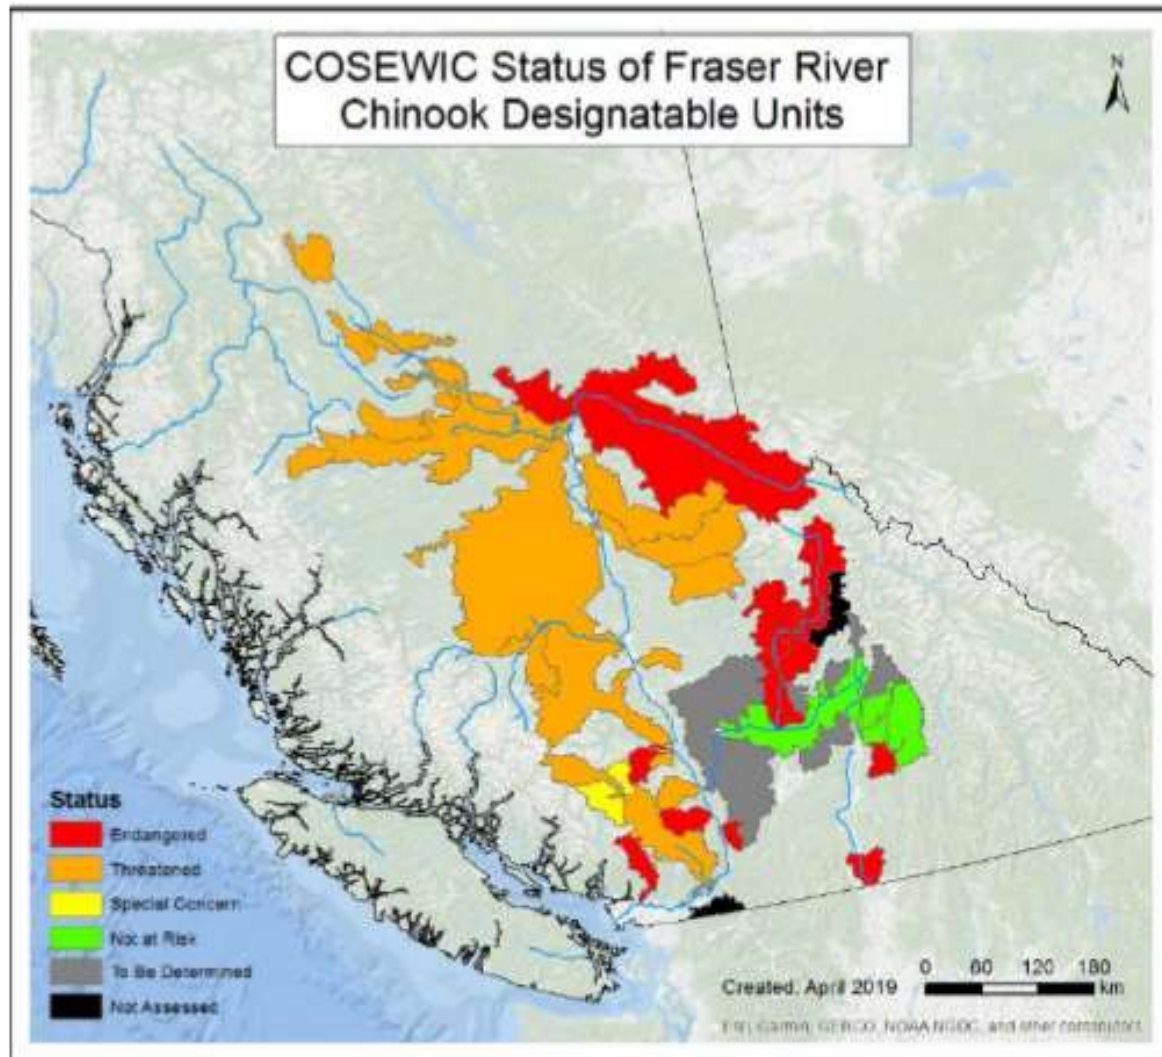 COSEWIC Status of Fraser River
Chinook Designatable Units
N
Status
Endangered
Threatoned
Special Concern
Not at Risk
To Be Determined
Not Assessed
Created, April 2019
0 60 120 180
km
Esri, Garmin, GEBCO, NOAA NGDC, and other contributors